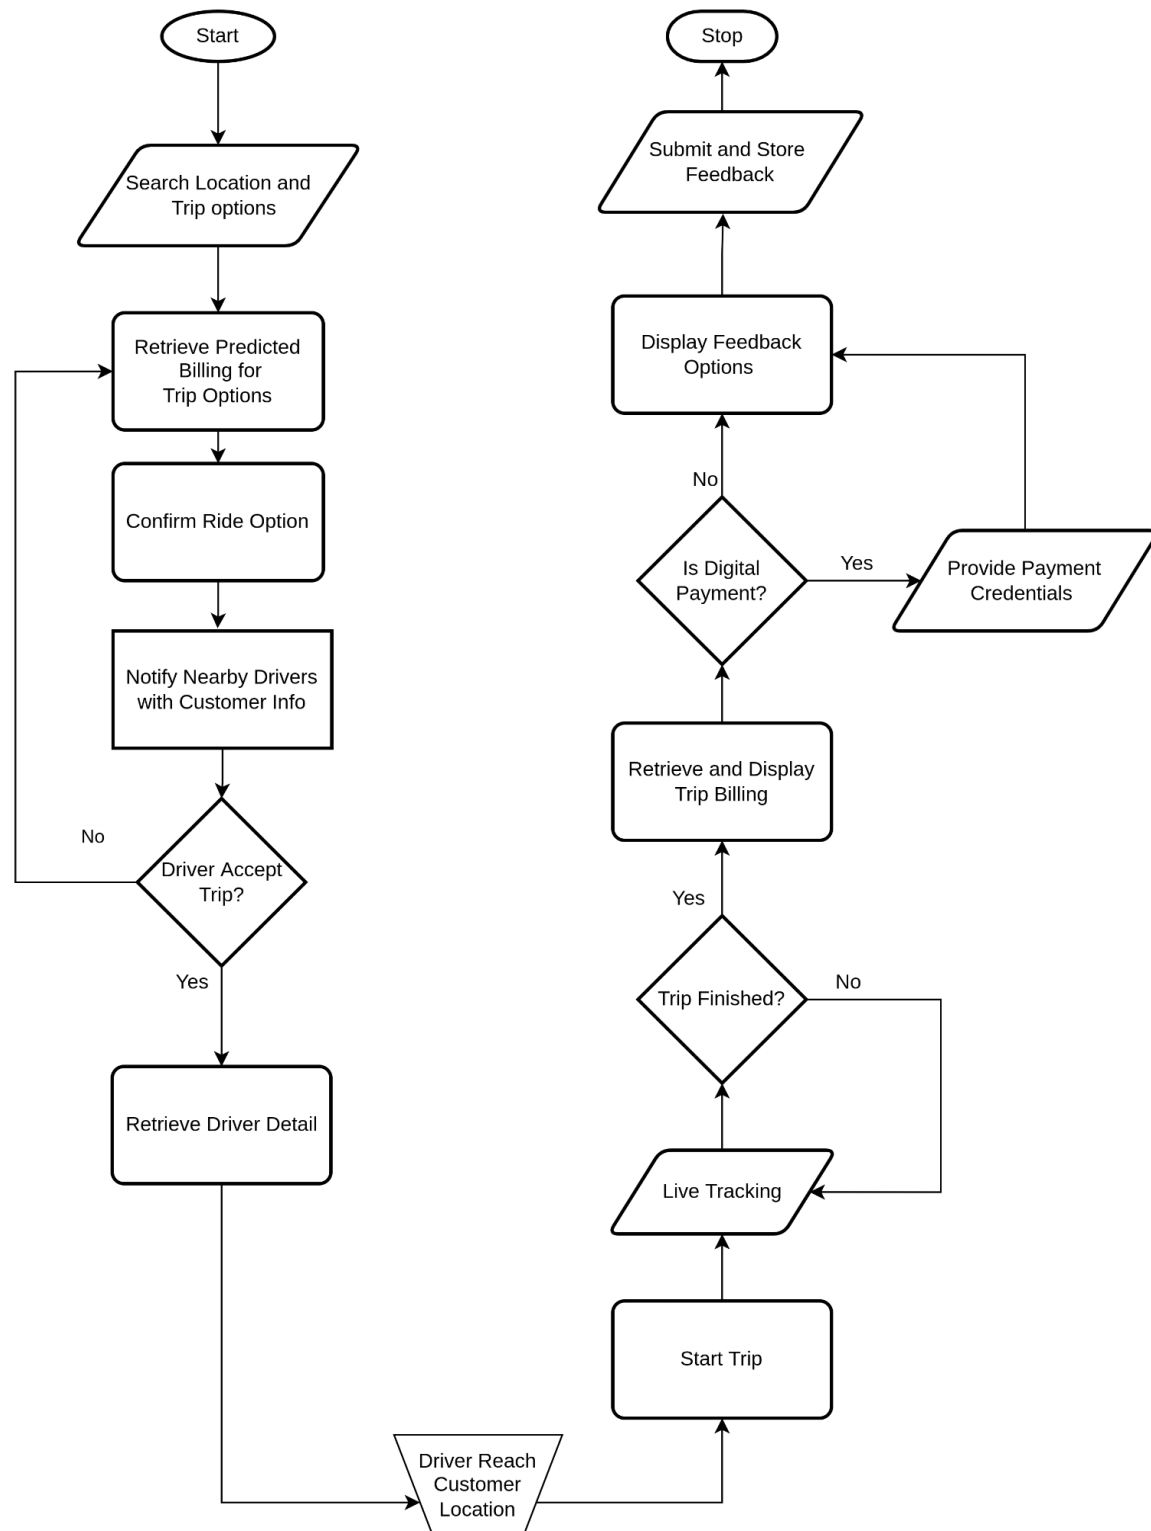 Start
Search Location and
Trip options
Retrieve Predicted
Billing for
Trip Options
Confirm Ride Option
Notify Nearby Drivers
with Customer Info
No
Driver Accept
Trip?
Yes
Retrieve Driver Detail
Driver Reach
Customer
Location
Start Trip
Live Tracking
No
Trip Finished?
Yes
Retrieve and Display
Trip Billing
Is Digital
Payment?
Yes
Provide Payment
Credentials
No
Display Feedback
Options
Submit and Store
Feedback
Stop